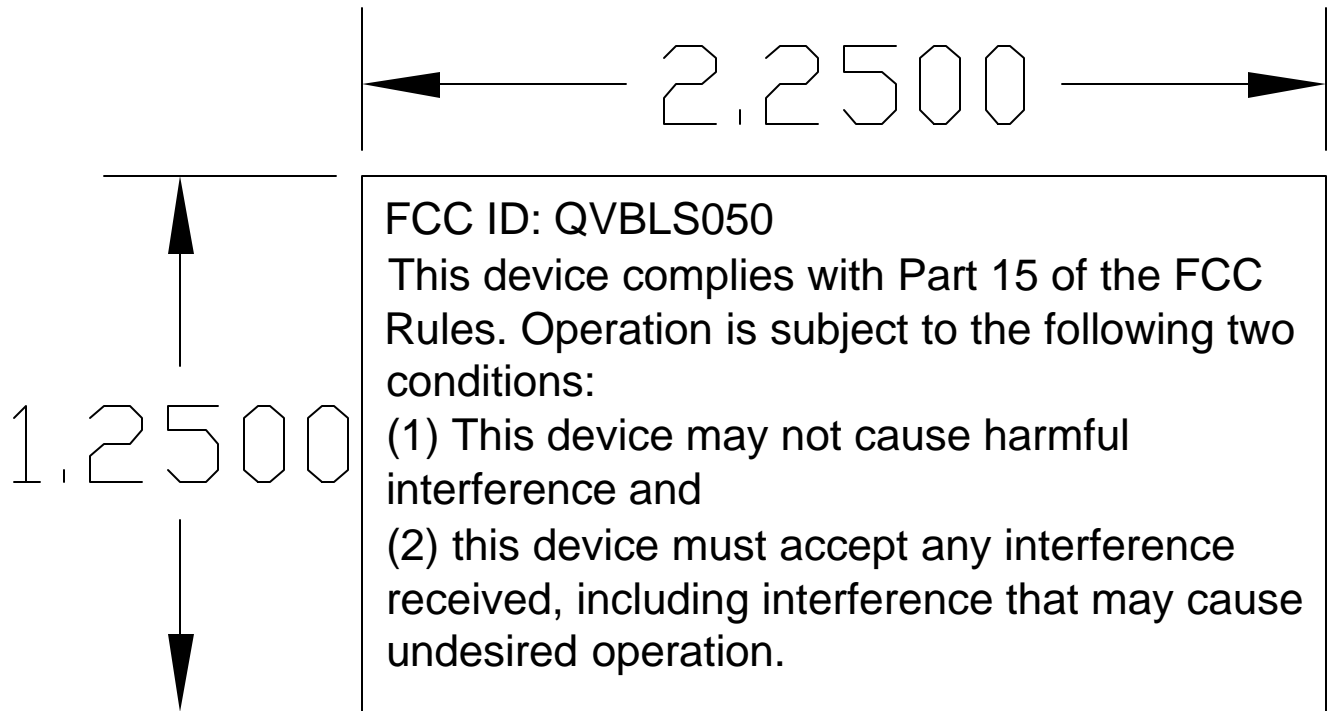 2.2500
FCC ID: QVBLS050
This device complies with Part 15 of the FCC
Rules. Operation is subject to the following two
conditions:
1.2500
(1) This device may not cause harmful
interference and
(2) this device must accept any interference
received, including interference that may cause
undesired operation.